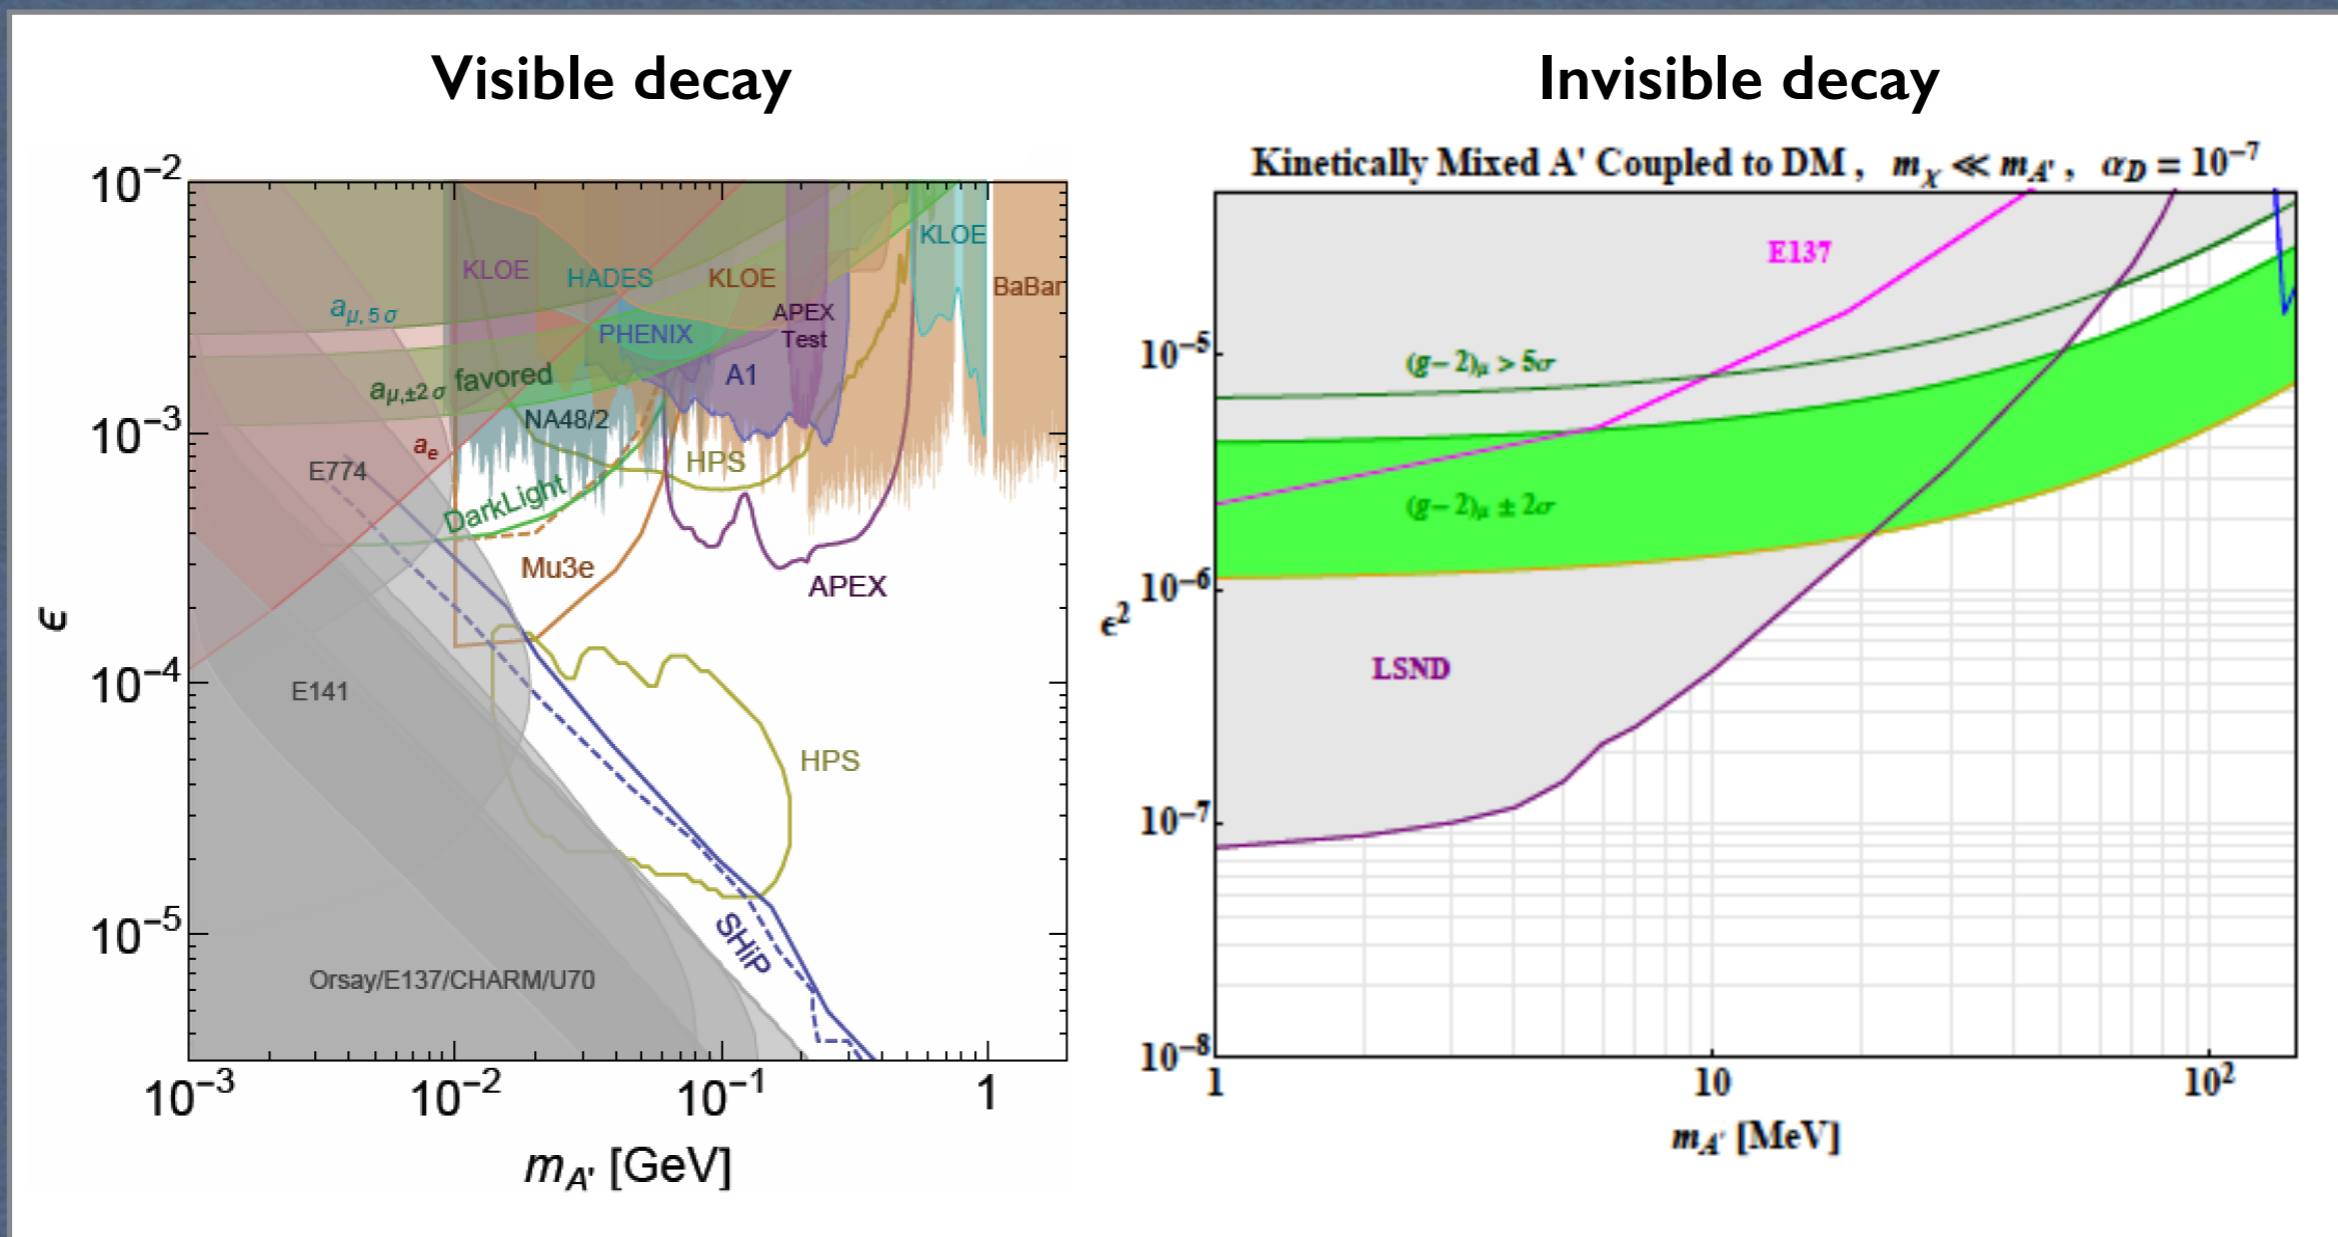 Visible decay
Invisible decay
10⁻²
10⁻³
10⁻⁴
10⁻⁵
ϵ
KLOE
HADES
KLOE
KLOE
BaBar
aμ, 5 σ
PHENIX
APEX
Test
aμ,±2 σ favored
A1
NA48/2
ae
E774
HPS
DarkLight
Mu3e
APEX
E141
HPS
SHiP
Orsay/E137/CHARM/U70
10⁻³
10⁻²
10⁻¹
1
mA' [GeV]
Kinetically Mixed A' Coupled to DM , mχ ≪ mA' , αD = 10⁻⁷
E137
10⁻⁵
(g−2)μ > 5σ
(g−2)μ ± 2σ
10⁻⁶
ϵ²
LSND
10⁻⁷
10⁻⁸
1
10
10²
mA' [MeV]